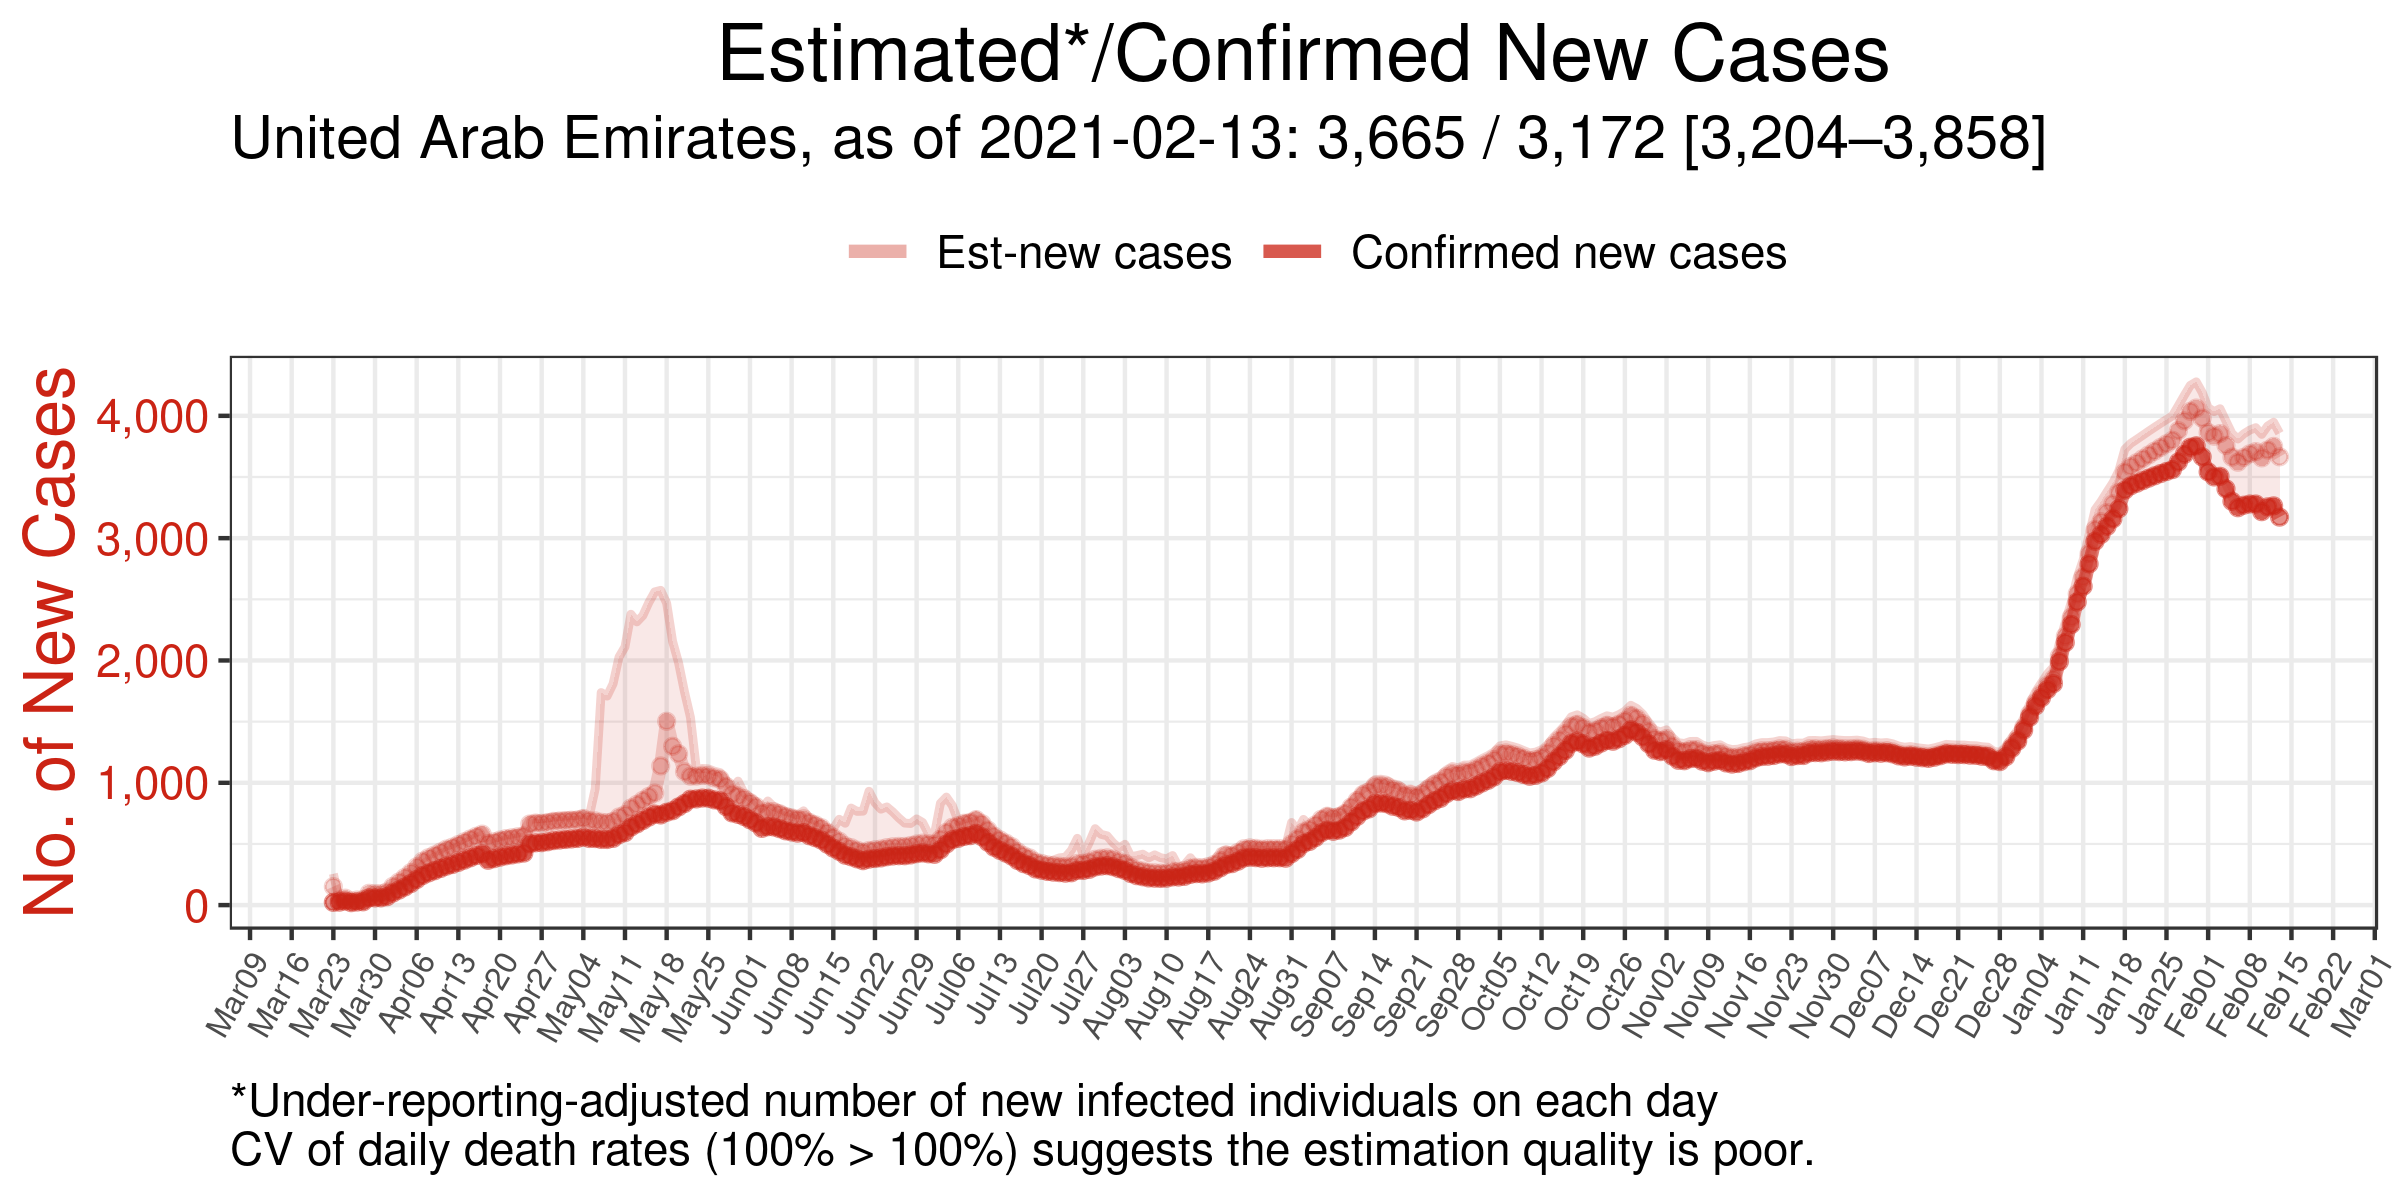 Estimated*/Confirmed New Cases
United Arab Emirates, as of 2021-02-13: 3,665 / 3,172 [3,204–3,858]
Est-new cases Confirmed new cases
No. of New Cases
4,000
3,000
2,000
1,000
0
Mar09 Mar16 Mar23 Mar30 Apr06 Apr13 Apr20 Apr27 May04 May11 May18 May25 Jun01 Jun08 Jun15 Jun22 Jun29 Jul06 Jul13 Jul20 Jul27 Aug03 Aug10 Aug17 Aug24 Aug31 Sep07 Sep14 Sep21 Sep28 Oct05 Oct12 Oct19 Oct26 Nov02 Nov09 Nov16 Nov23 Nov30 Dec07 Dec14 Dec21 Dec28 Jan04 Jan11 Jan18 Jan25 Feb01 Feb08 Feb15 Feb22 Mar01
*Under-reporting-adjusted number of new infected individuals on each day
CV of daily death rates (100% > 100%) suggests the estimation quality is poor.